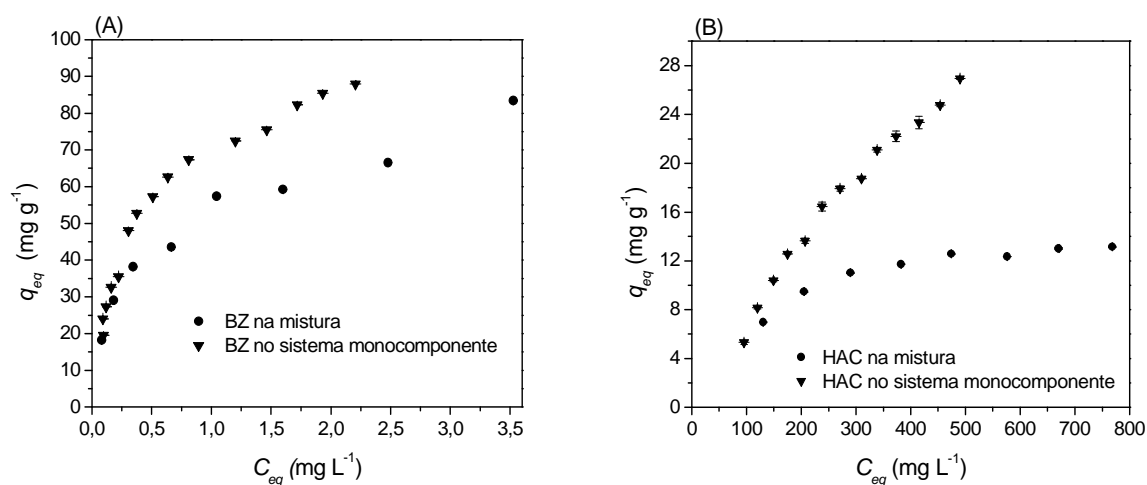 (A)
100
90
80
70
60
50
40
30
20
10
0
q_eq (mg g⁻¹)
BZ na mistura
BZ no sistema monocomponente
0,0 0,5 1,0 1,5 2,0 2,5 3,0 3,5
C_eq (mg L⁻¹)
(B)
28
24
20
16
12
8
4
0
q_eq (mg g⁻¹)
HAC na mistura
HAC no sistema monocomponente
0 100 200 300 400 500 600 700 800
C_eq (mg L⁻¹)